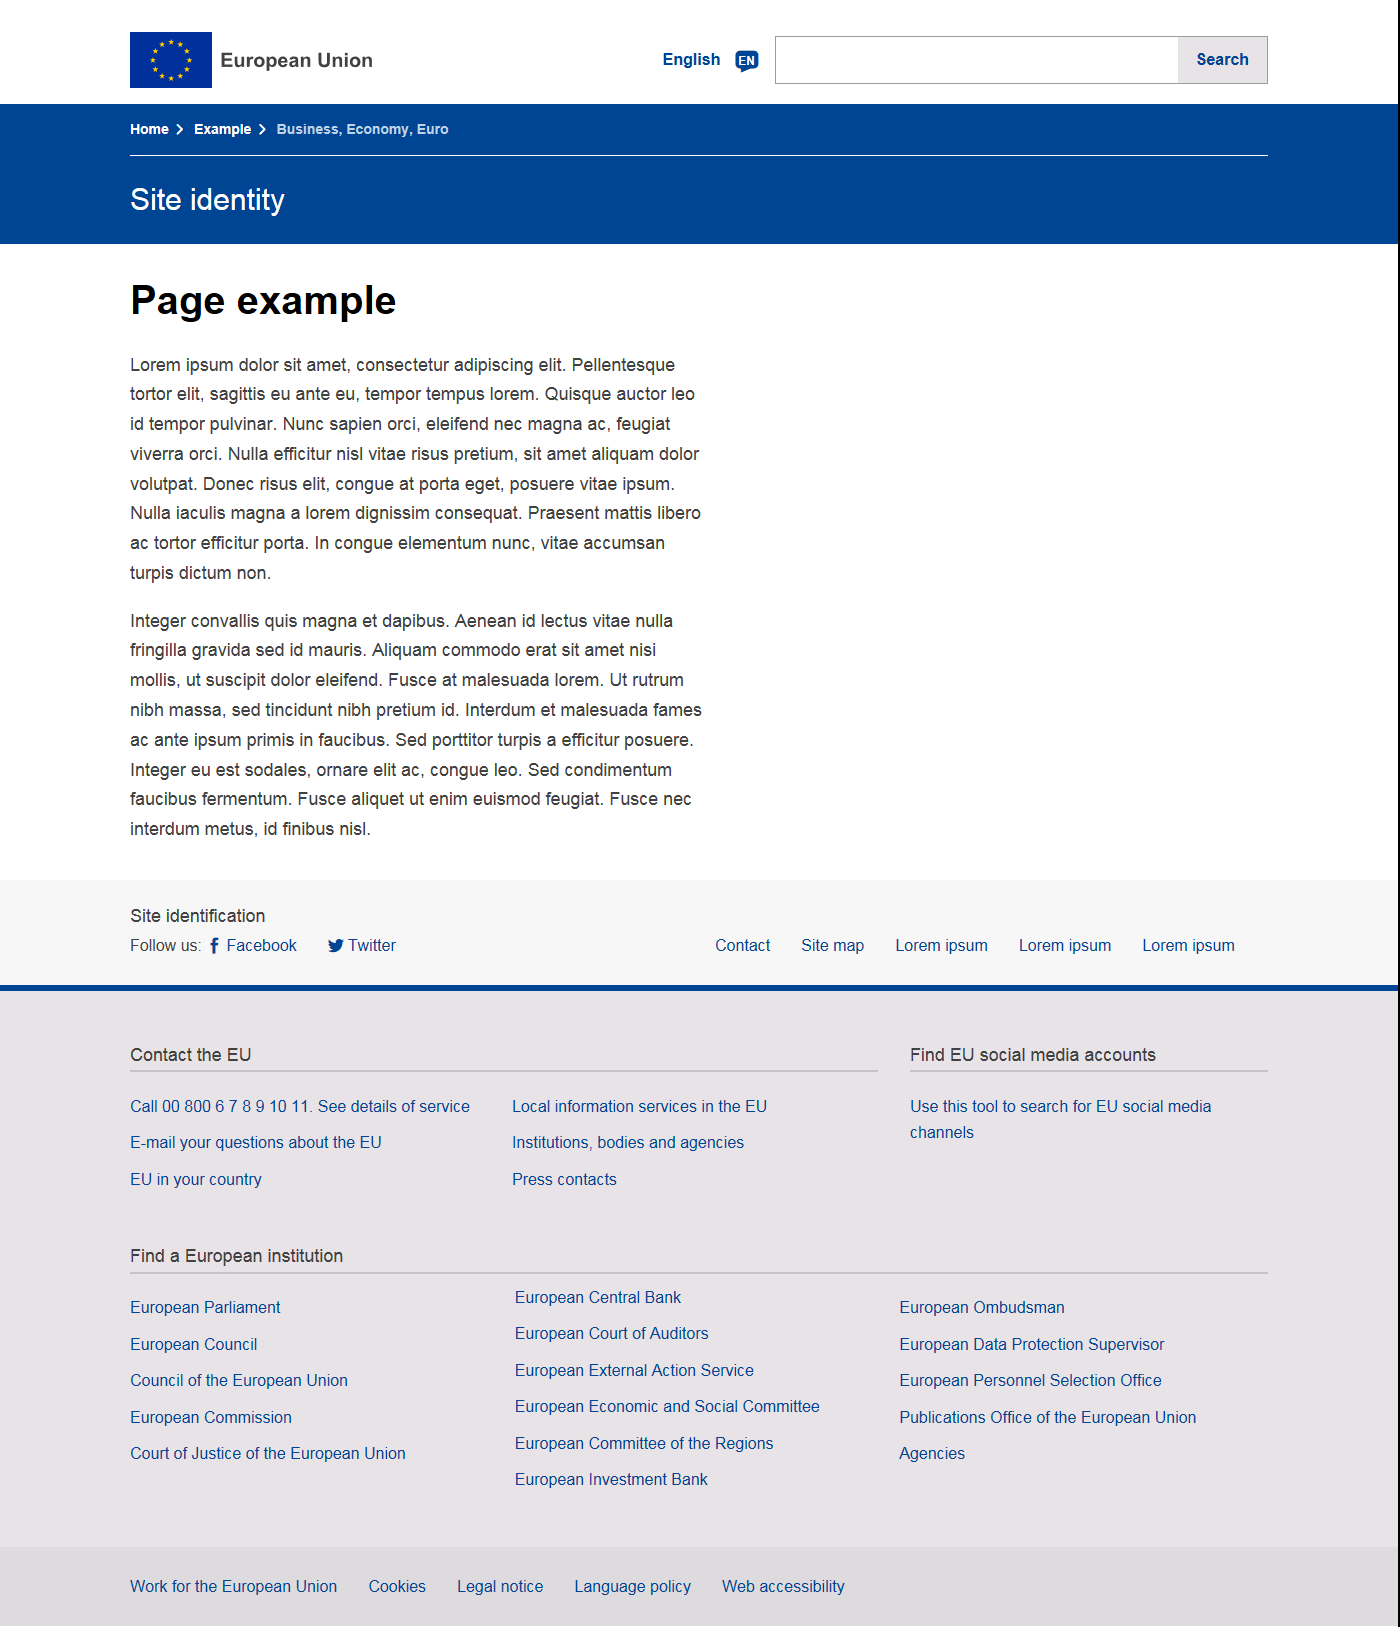 European Union
English EN Search
Home Example Business, Economy, Euro
Site identity
Page example
Lorem ipsum dolor sit amet, consectetur adipiscing elit. Pellentesque
tortor elit, sagittis eu ante eu, tempor tempus lorem. Quisque auctor leo
id tempor pulvinar. Nunc sapien orci, eleifend nec magna ac, feugiat
viverra orci. Nulla efficitur nisl vitae risus pretium, sit amet aliquam dolor
volutpat. Donec risus elit, congue at porta eget, posuere vitae ipsum.
Nulla iaculis magna a lorem dignissim consequat. Praesent mattis libero
ac tortor efficitur porta. In congue elementum nunc, vitae accumsan
turpis dictum non.
Integer convallis quis magna et dapibus. Aenean id lectus vitae nulla
fringilla gravida sed id mauris. Aliquam commodo erat sit amet nisi
mollis, ut suscipit dolor eleifend. Fusce at malesuada lorem. Ut rutrum
nibh massa, sed tincidunt nibh pretium id. Interdum et malesuada fames
ac ante ipsum primis in faucibus. Sed porttitor turpis a efficitur posuere.
Integer eu est sodales, ornare elit ac, congue leo. Sed condimentum
faucibus fermentum. Fusce aliquet ut enim euismod feugiat. Fusce nec
interdum metus, id finibus nisl.
Site identification
Follow us: Facebook Twitter
Contact Site map Lorem ipsum Lorem ipsum Lorem ipsum
Contact the EU
Call 00 800 6 7 8 9 10 11. See details of service
E-mail your questions about the EU
EU in your country
Local information services in the EU
Institutions, bodies and agencies
Press contacts
Find EU social media accounts
Use this tool to search for EU social media
channels
Find a European institution
European Parliament
European Council
Council of the European Union
European Commission
Court of Justice of the European Union
European Central Bank
European Court of Auditors
European External Action Service
European Economic and Social Committee
European Committee of the Regions
European Investment Bank
European Ombudsman
European Data Protection Supervisor
European Personnel Selection Office
Publications Office of the European Union
Agencies
Work for the European Union Cookies Legal notice Language policy Web accessibility